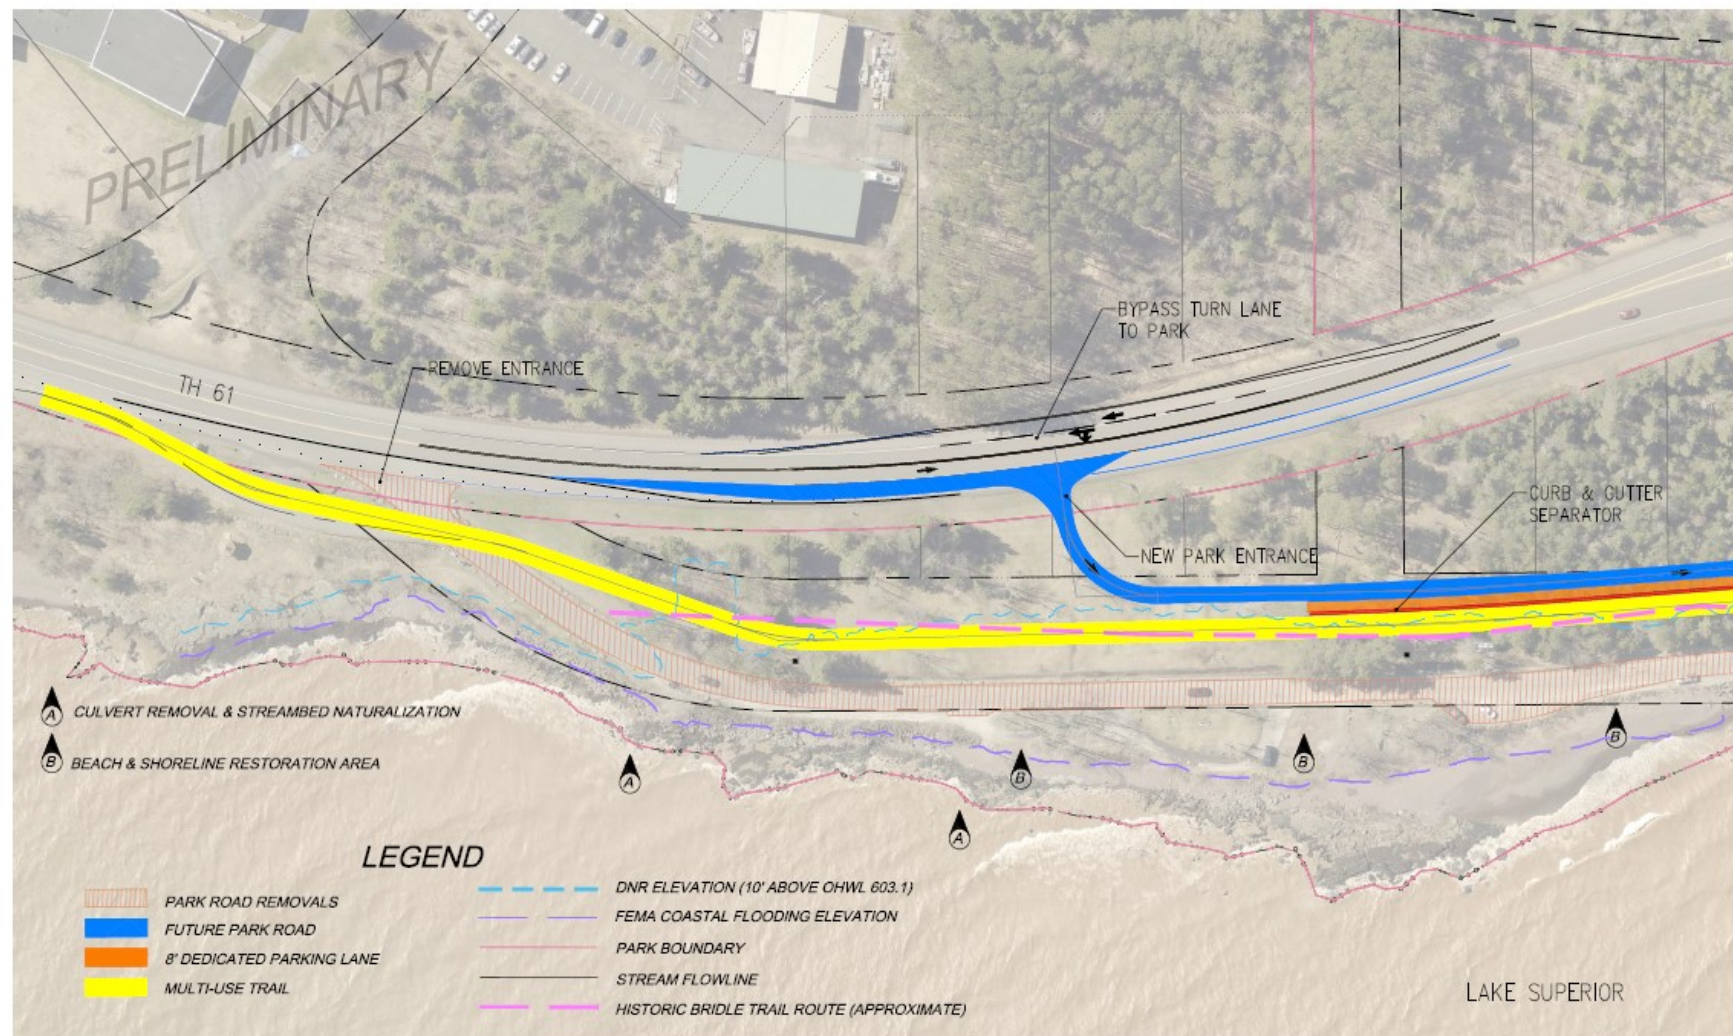 PRELIMINARY
BYPASS TURN LANE
TO PARK
REMOVE ENTRANCE
TH 61
CURB & GUTTER
SEPARATOR
NEW PARK ENTRANCE
A CULVERT REMOVAL & STREAMBED NATURALIZATION
B BEACH & SHORELINE RESTORATION AREA
A
B
B
B
A
LEGEND
PARK ROAD REMOVALS
FUTURE PARK ROAD
8' DEDICATED PARKING LANE
MULTI-USE TRAIL
DNR ELEVATION (10' ABOVE OHWL 603.1)
FEMA COASTAL FLOODING ELEVATION
PARK BOUNDARY
STREAM FLOWLINE
HISTORIC BRIDLE TRAIL ROUTE (APPROXIMATE)
LAKE SUPERIOR